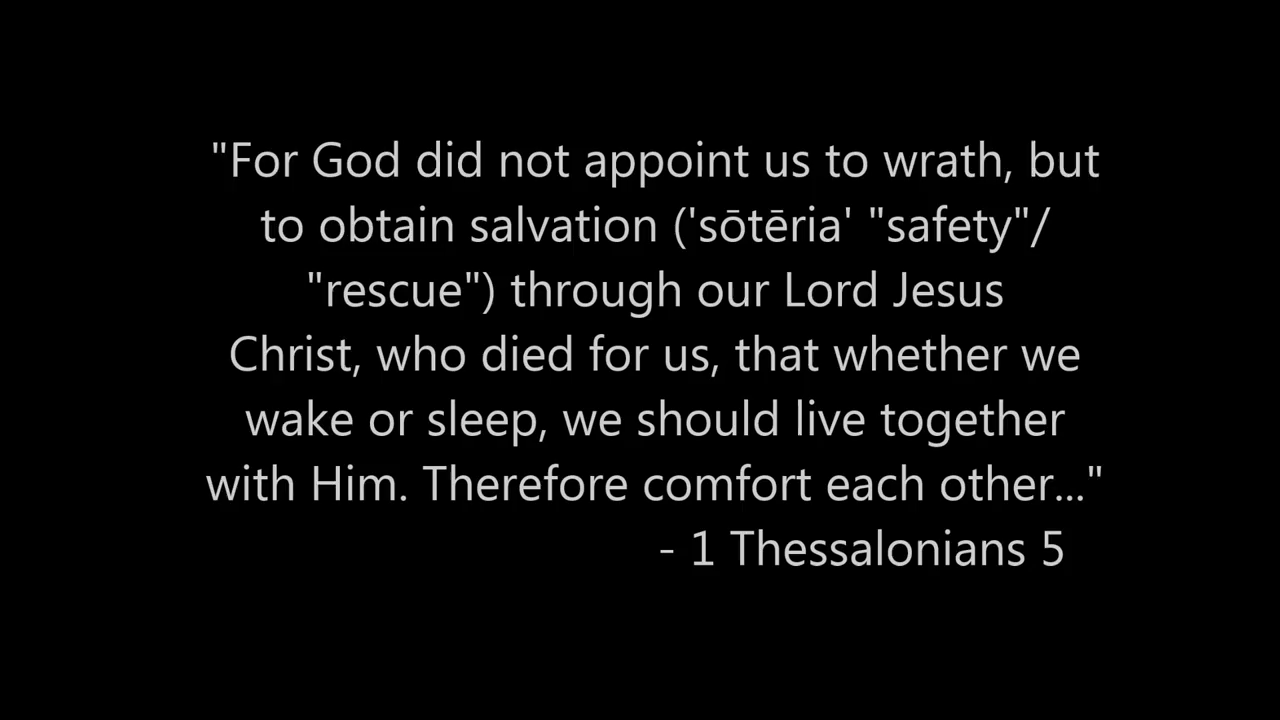 "For God did not appoint us to wrath, but
to obtain salvation ('sōtēria' "safety"/
"rescue") through our Lord Jesus
Christ, who died for us, that whether we
wake or sleep, we should live together
with Him. Therefore comfort each other..."
- 1 Thessalonians 5